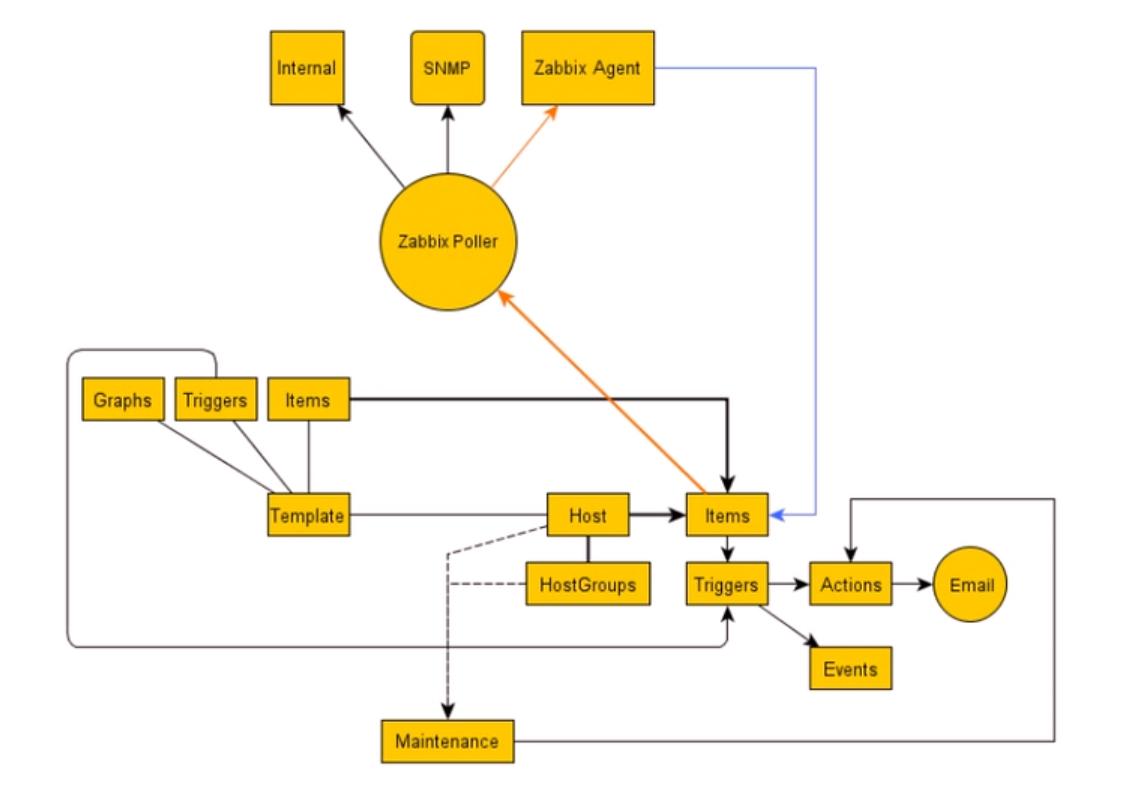 Internal
SNMP
Zabbix Agent
Zabbix Poller
Graphs
Triggers
Items
Template
Host
Items
HostGroups
Triggers
Actions
Email
Events
Maintenance